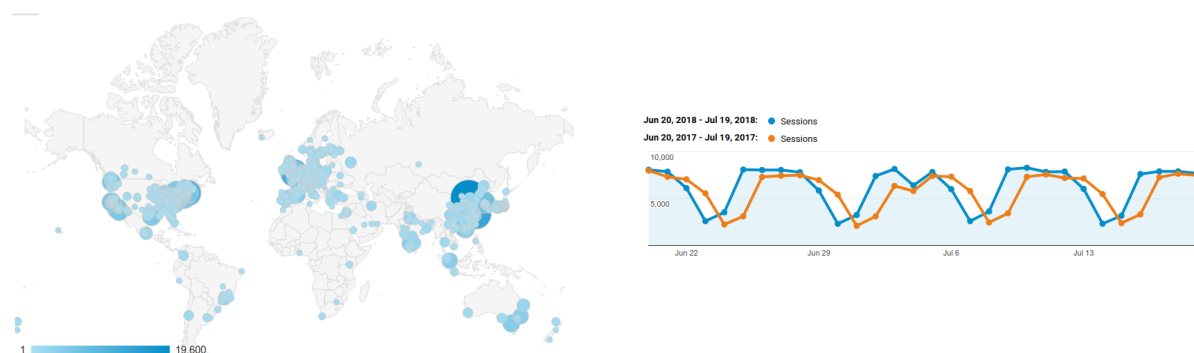 1 19,600
Jun 20, 2018 - Jul 19, 2018: Sessions
Jun 20, 2017 - Jul 19, 2017: Sessions
10,000
5,000
Jun 22 Jun 29 Jul 6 Jul 13